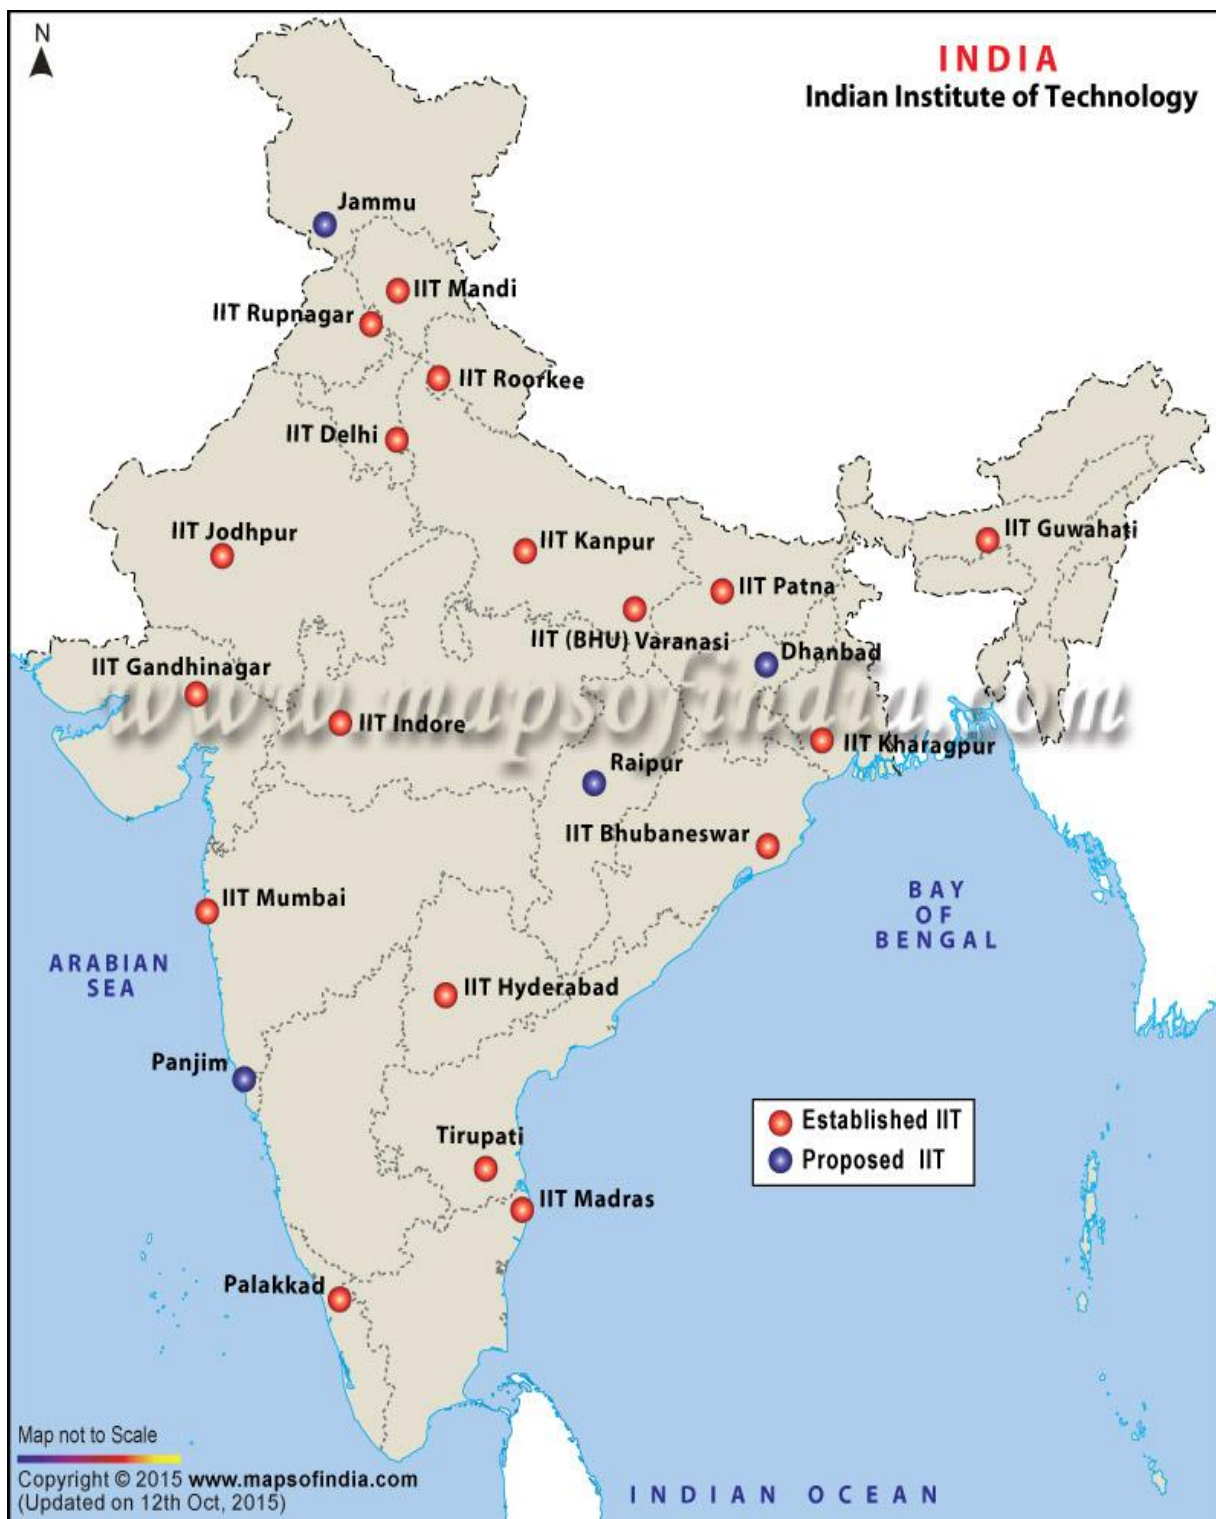 N
INDIA
Indian Institute of Technology
Jammu
IIT Mandi
IIT Rupnagar
IIT Roorkee
IIT Delhi
IIT Jodhpur
IIT Kanpur
IIT Guwahati
IIT Patna
IIT (BHU) Varanasi
Dhanbad
IIT Gandhinagar
www.mapsofindia.com
IIT Indore
IIT Kharagpur
Raipur
IIT Bhubaneswar
IIT Mumbai
BAY
OF
BENGAL
ARABIAN
SEA
IIT Hyderabad
Panjim
Established IIT
Proposed IIT
Tirupati
IIT Madras
Palakkad
Map not to Scale
Copyright © 2015 www.mapsofindia.com
(Updated on 12th Oct, 2015)
INDIAN OCEAN